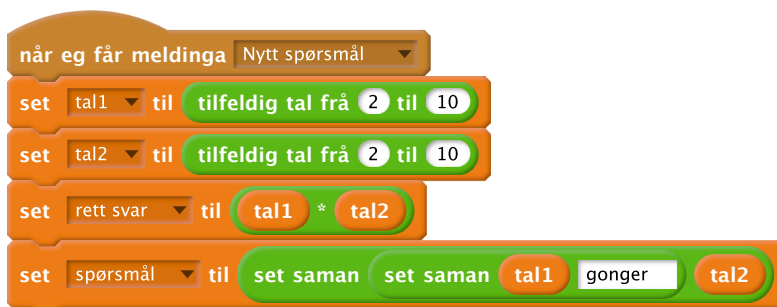 når eg får meldinga Nytt spørsmål
set tal1 til tilfeldig tal frå 2 til 10
set tal2 til tilfeldig tal frå 2 til 10
set rett svar til tal1 * tal2
set spørsmål til set saman set saman tal1 gonger tal2